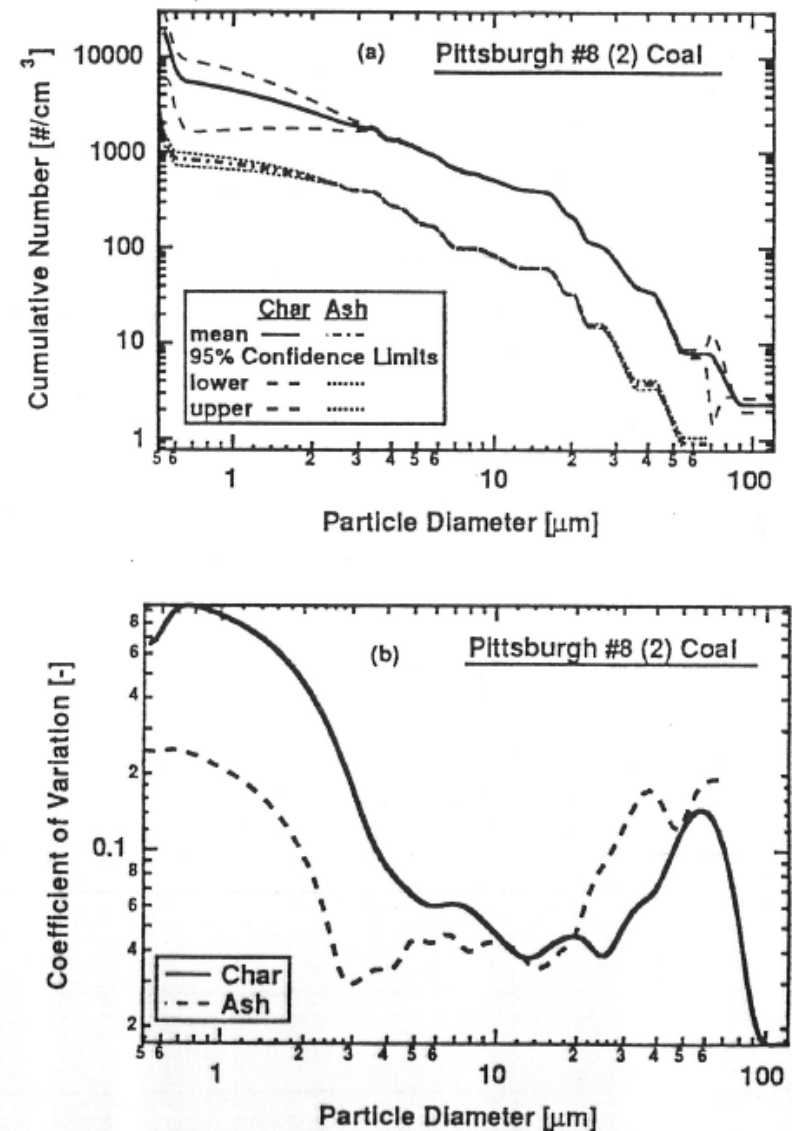 (a) Pittsburgh #8 (2) Coal
Cumulative Number [#/cm ³]
10000
1000
100
10
1
Char Ash
mean
95% Confidence Limits
lower
upper
5 6 2 3 4 5 6 2 3 4 5 6
1 10 100
Particle Diameter [μm]
(b) Pittsburgh #8 (2) Coal
Coefficient of Variation [-]
8
6
4
2
0.1
8
6
4
2
Char
Ash
5 6 2 3 4 5 6 2 3 4 5 6
1 10 100
Particle Diameter [μm]